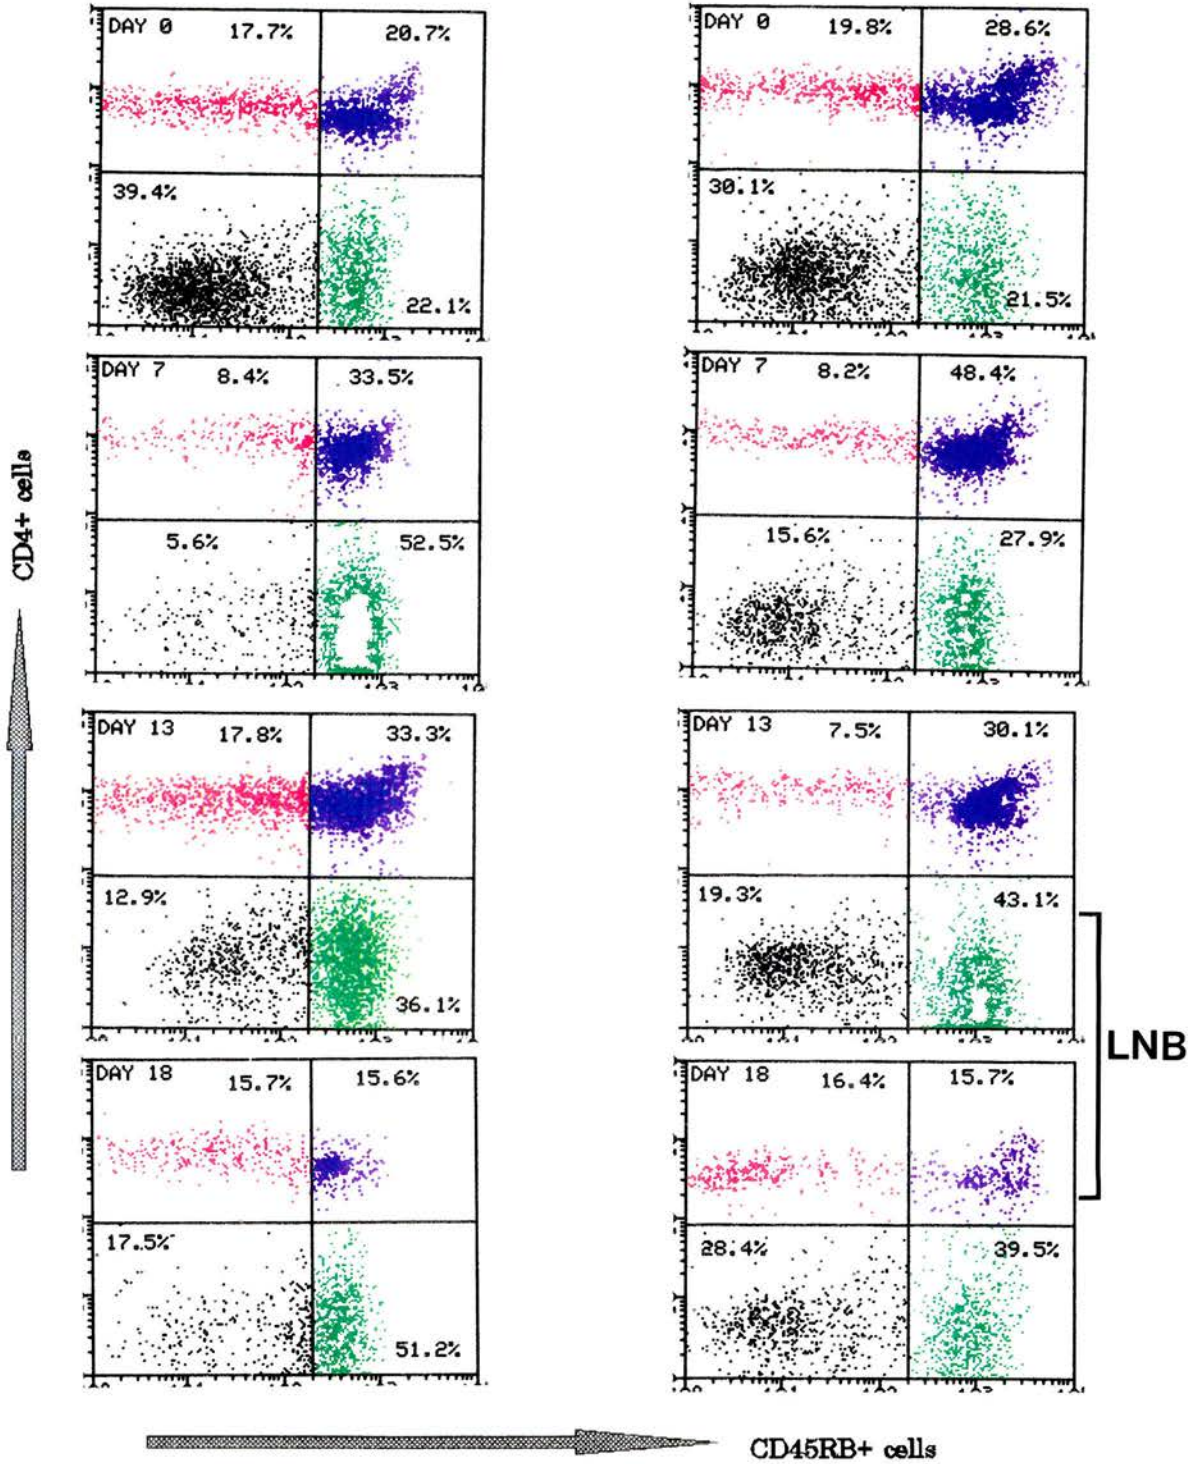 DAY 0 17.7% 20.7%
39.4%
22.1%
DAY 0 19.8% 28.6%
30.1%
21.5%
DAY 7 8.4% 33.5%
5.6% 52.5%
DAY 7 8.2% 48.4%
15.6% 27.9%
DAY 13 17.8% 33.3%
12.9%
36.1%
DAY 13 7.5% 30.1%
19.3% 43.1%
DAY 18 15.7% 15.6%
17.5%
51.2%
DAY 18 16.4% 15.7%
28.4% 39.5%
LNB
CD4+ cells
CD45RB+ cells